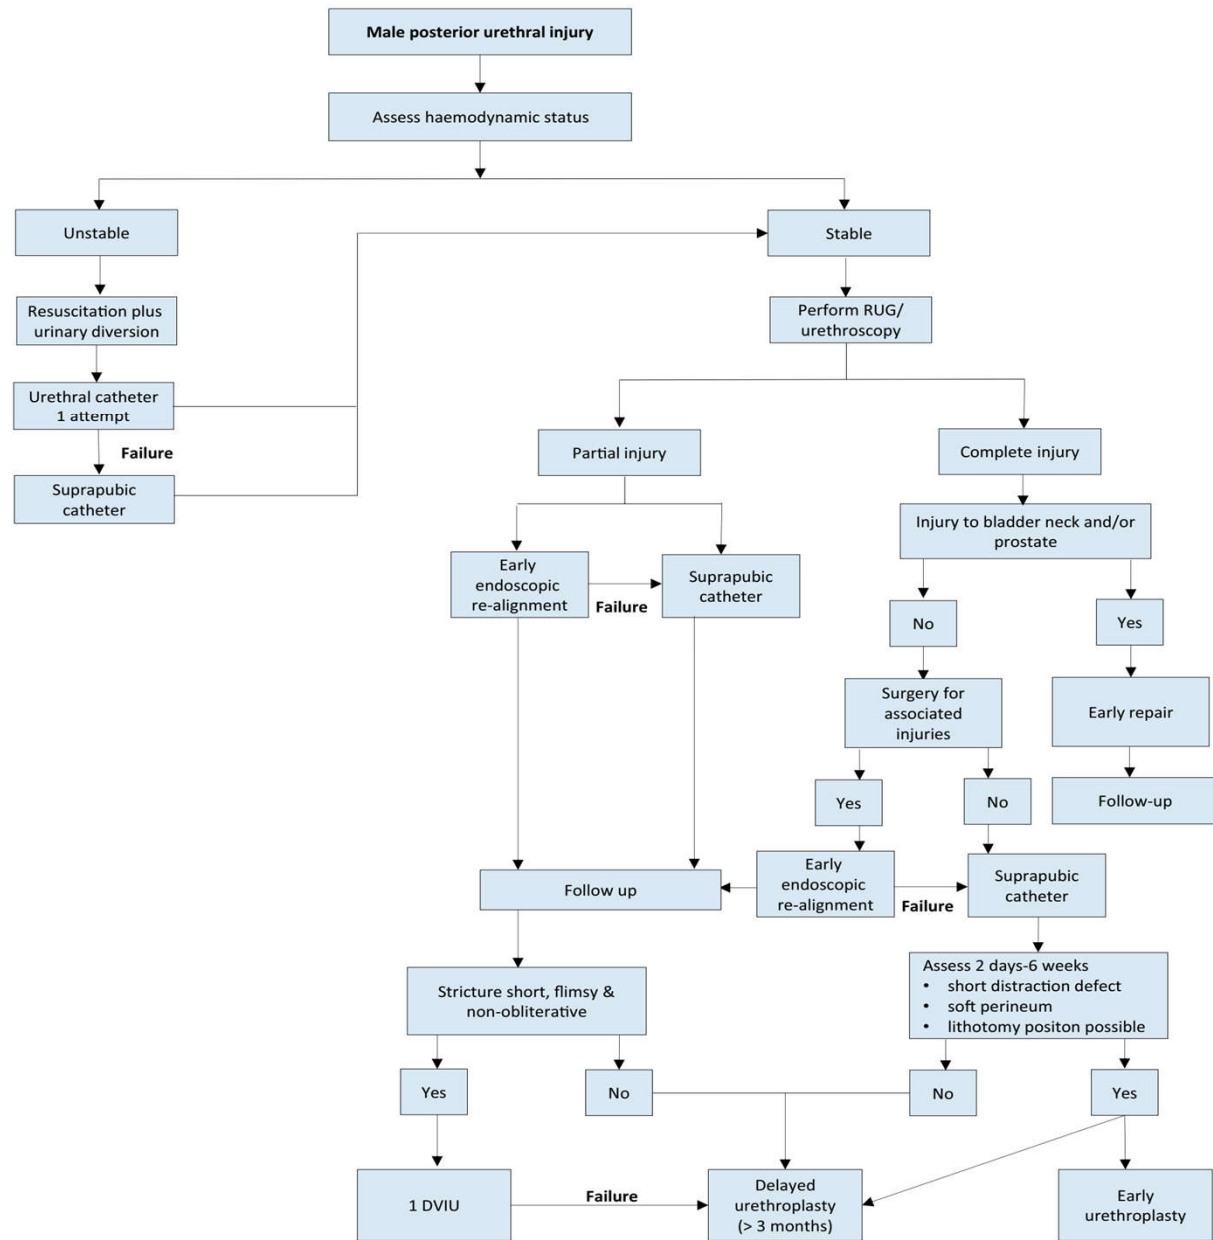 Male posterior urethral injury
Assess haemodynamic status
Unstable
Stable
Resuscitation plus
urinary diversion
Perform RUG/
urethroscopy
Urethral catheter
1 attempt
Failure
Suprapubic
catheter
Partial injury
Complete injury
Injury to bladder neck and/or
prostate
Early
endoscopic
re-alignment
Failure
Suprapubic
catheter
No
Yes
Surgery for
associated
injuries
Early repair
Yes
No
Follow-up
Follow up
Early
endoscopic
re-alignment
Failure
Suprapubic
catheter
Stricture short, flimsy &
non-obliterative
Assess 2 days-6 weeks
• short distraction defect
• soft perineum
• lithotomy positon possible
Yes
No
No
Yes
1 DVIU
Failure
Delayed
urethroplasty
(> 3 months)
Early
urethroplasty